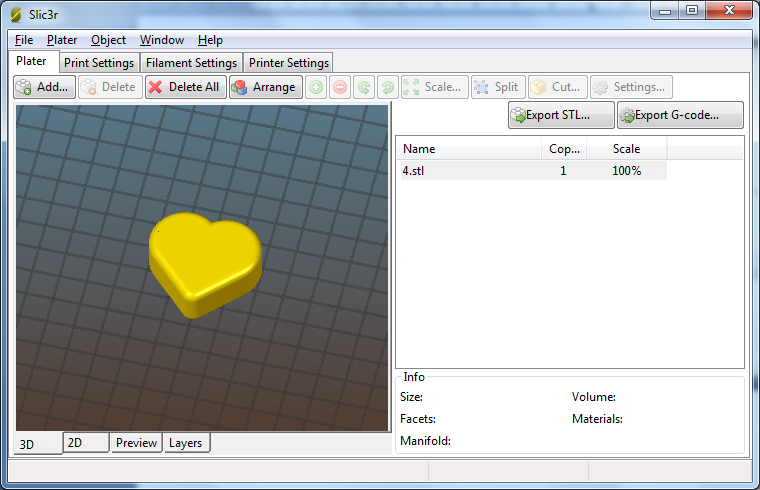 Slic3r
File Plater Object Window Help
Plater Print Settings Filament Settings Printer Settings
Add... Delete Delete All Arrange Scale... Split Cut... Settings...
Export STL... Export G-code...
Name Cop... Scale
4.stl 1 100%
Info
Size: Volume:
Facets: Materials:
Manifold:
3D 2D Preview Layers